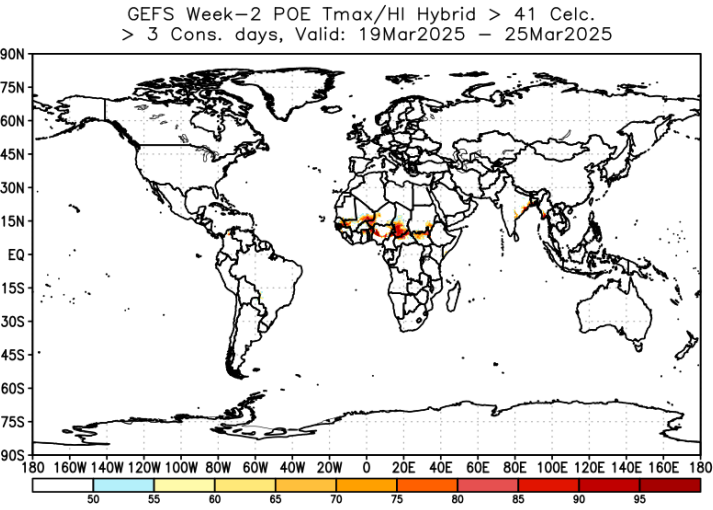 GEFS Week-2 POE Tmax/HI Hybrid > 41 Celc.
> 3 Cons. days, Valid: 19Mar2025 - 25Mar2025
90N
75N
60N
45N
30N
15N
EQ
15S
30S
45S
60S
75S
90S
180 160W 140W 120W 100W 80W 60W 40W 20W 0 20E 40E 60E 80E 100E 120E 140E 160E 180
50 55 60 65 70 75 80 85 90 95